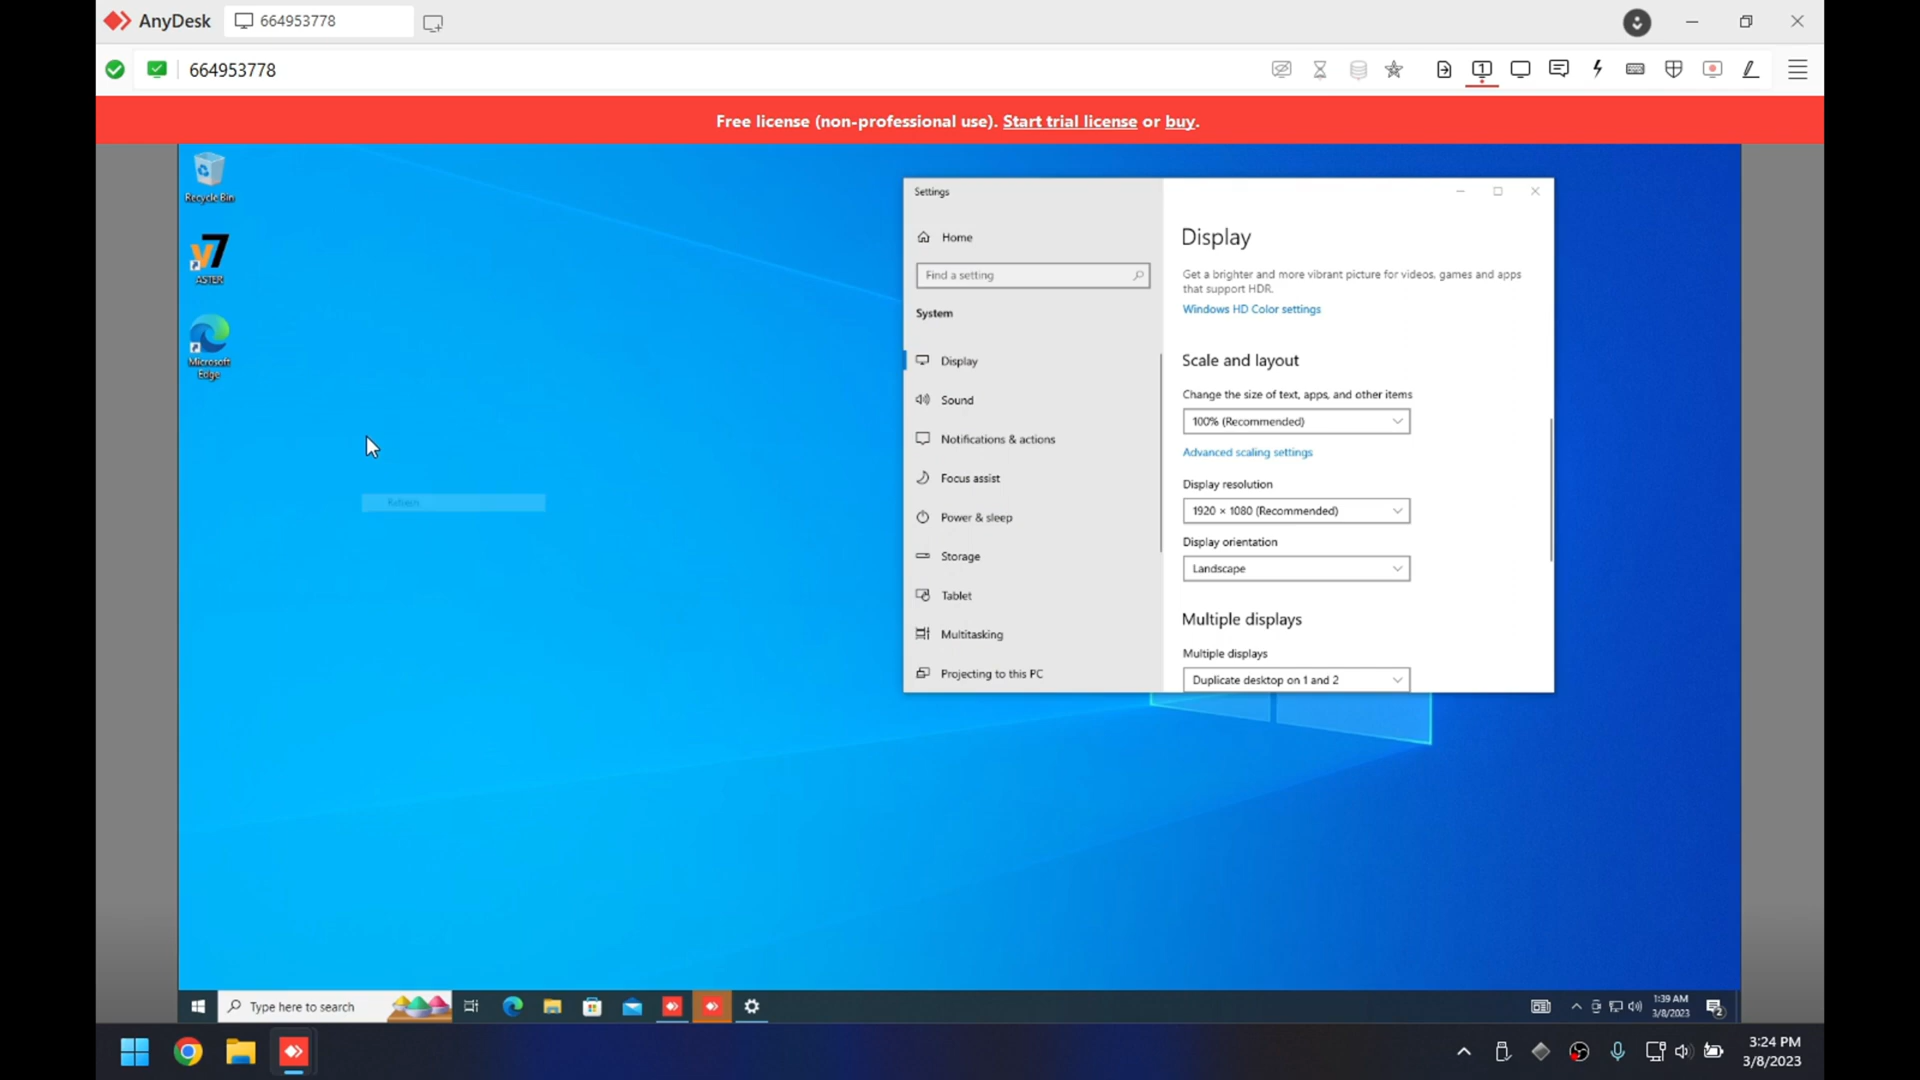 AnyDesk
664953778
664953778
1
Free license (non-professional use). Start trial license or buy.
Recycle Bin
v7
ASTER
Microsoft
Edge
Refresh
Settings
Home
Find a setting
System
Display
Sound
Notifications & actions
Focus assist
Power & sleep
Storage
Tablet
Multitasking
Projecting to this PC
Display
Get a brighter and more vibrant picture for videos, games and apps
that support HDR.
Windows HD Color settings
Scale and layout
Change the size of text, apps, and other items
100% (Recommended)
Advanced scaling settings
Display resolution
1920 × 1080 (Recommended)
Display orientation
Landscape
Multiple displays
Multiple displays
Duplicate desktop on 1 and 2
Type here to search
1:39 AM
3/8/2023
2
3:24 PM
3/8/2023